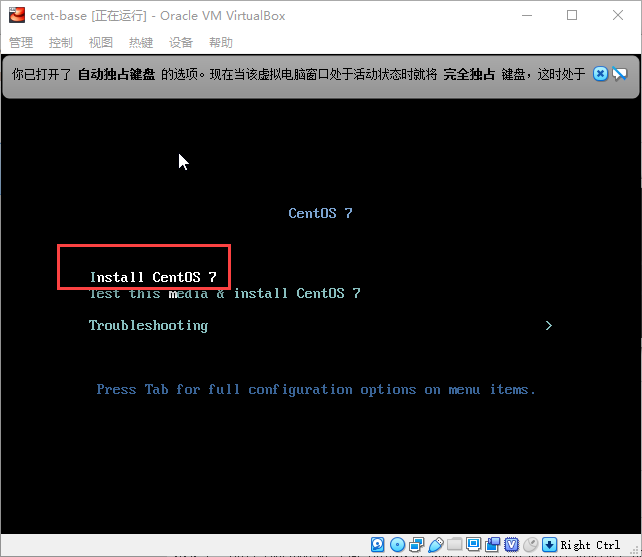 cent-base [正在运行] - Oracle VM VirtualBox
管理 控制 视图 热键 设备 帮助
你已打开了 自动独占键盘 的选项。现在当该虚拟电脑窗口处于活动状态时就将 完全独占 键盘，这时处于
CentOS 7
Install CentOS 7
Test this media & install CentOS 7
Troubleshooting >
Press Tab for full configuration options on menu items.
Right Ctrl